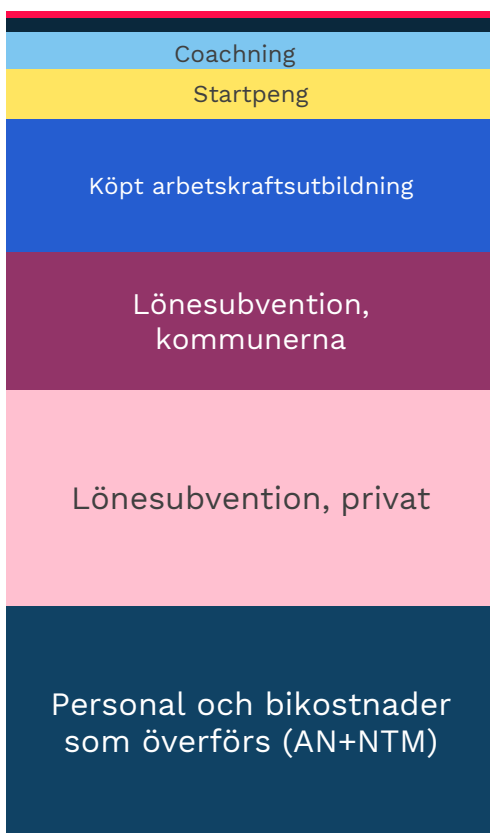 Coachning
Startpeng
Köpt arbetskraftsutbildning
Lönesubvention,
kommunerna
Lönesubvention, privat
Personal och bikostnader
som överförs (AN+NTM)